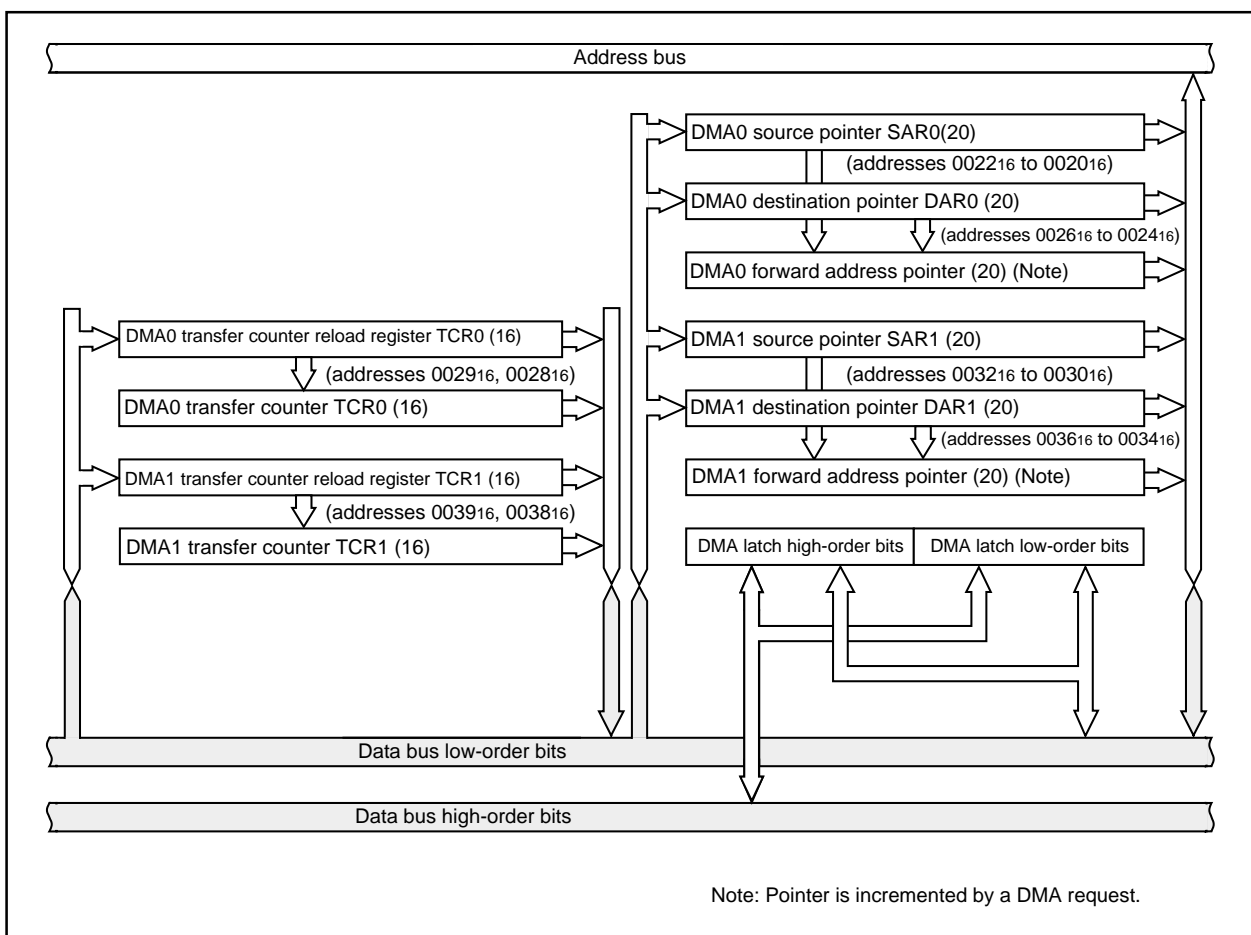 Address bus
DMA0 source pointer SAR0(20)
(addresses 002216 to 002016)
DMA0 destination pointer DAR0 (20)
(addresses 002616 to 002416)
DMA0 forward address pointer (20) (Note)
DMA0 transfer counter reload register TCR0 (16)
(addresses 002916, 002816)
DMA0 transfer counter TCR0 (16)
DMA1 transfer counter reload register TCR1 (16)
(addresses 003916, 003816)
DMA1 transfer counter TCR1 (16)
DMA1 source pointer SAR1 (20)
(addresses 003216 to 003016)
DMA1 destination pointer DAR1 (20)
(addresses 003616 to 003416)
DMA1 forward address pointer (20) (Note)
DMA latch high-order bits
DMA latch low-order bits
Data bus low-order bits
Data bus high-order bits
Note: Pointer is incremented by a DMA request.